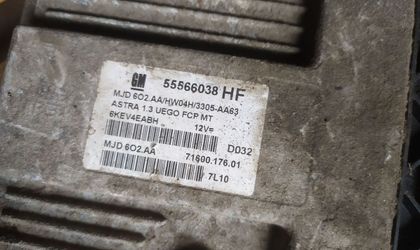 GM 55566038 HF
MJD 6O2.AA/HW04H/3305-AA63
ASTRA 1.3 UEGO FCP MT
6KEV4EABH 12V= D032
MJD 6O2.AA 71600.176.01
7L10